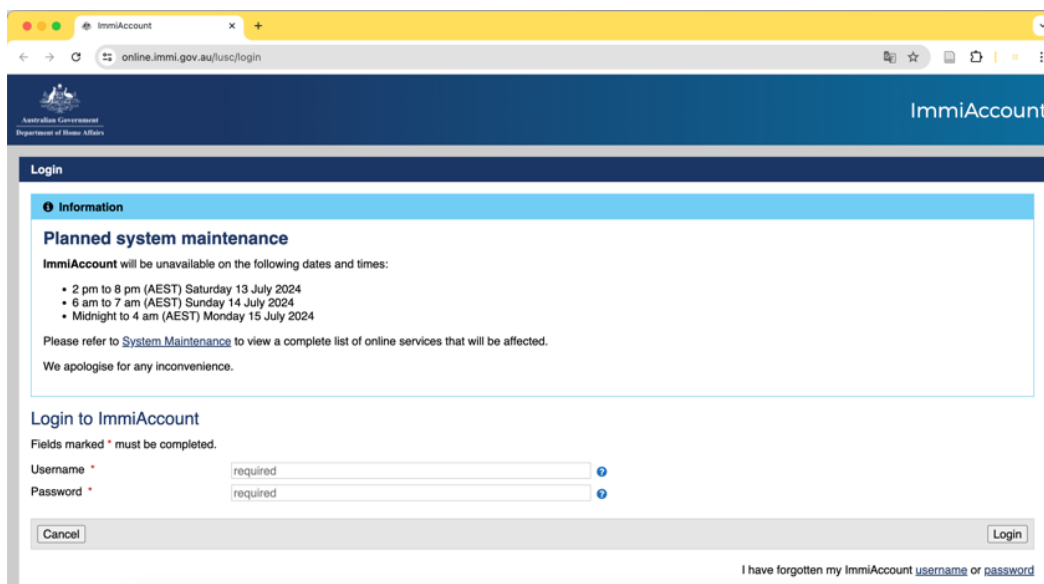 ImmiAccount
online.immi.gov.au/lusc/login
Australian Government
Department of Home Affairs
ImmiAccount
Login
Information
Planned system maintenance
ImmiAccount will be unavailable on the following dates and times:
• 2 pm to 8 pm (AEST) Saturday 13 July 2024
• 6 am to 7 am (AEST) Sunday 14 July 2024
• Midnight to 4 am (AEST) Monday 15 July 2024
Please refer to System Maintenance to view a complete list of online services that will be affected.
We apologise for any inconvenience.
Login to ImmiAccount
Fields marked * must be completed.
Username * required
Password * required
Cancel Login
I have forgotten my ImmiAccount username or password